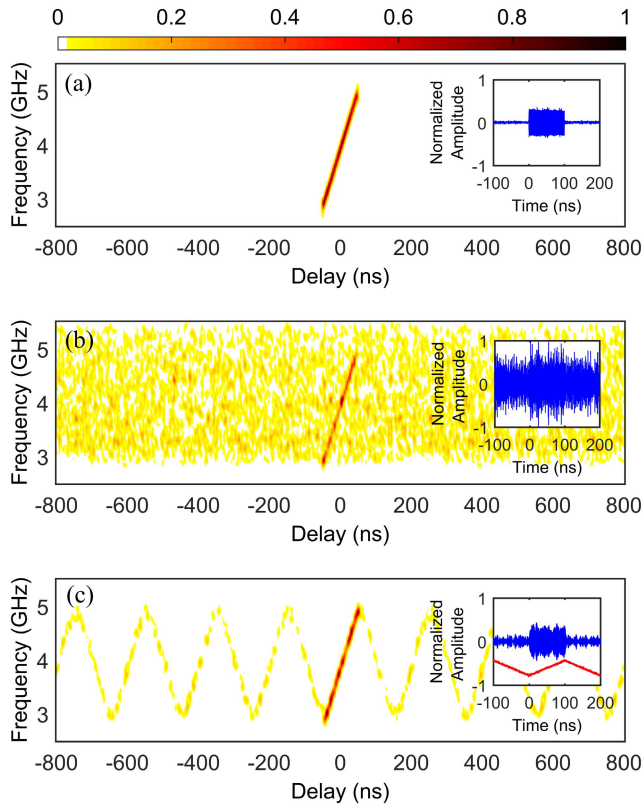 0 0.2 0.4 0.6 0.8 1
(a)
Frequency (GHz)
5
4
3
-800 -600 -400 -200 0 200 400 600 800
Delay (ns)
Normalized
Amplitude
1
0
-1
-100 0 100 200
Time (ns)
(b)
Frequency (GHz)
5
4
3
-800 -600 -400 -200 0 200 400 600 800
Delay (ns)
Normalized
Amplitude
1
0
-1
-100 0 100 200
Time (ns)
(c)
Frequency (GHz)
5
4
3
-800 -600 -400 -200 0 200 400 600 800
Delay (ns)
Normalized
Amplitude
1
0
-1
-100 0 100 200
Time (ns)